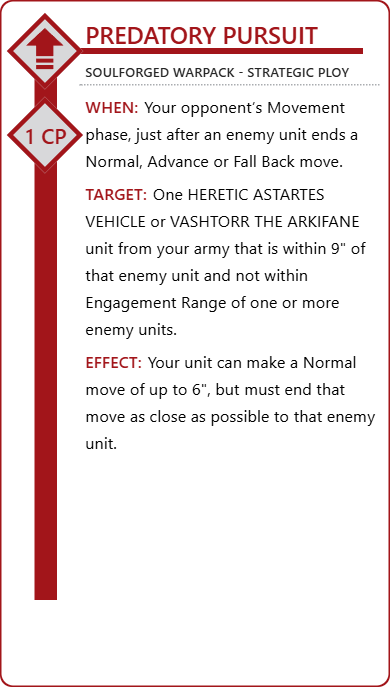 PREDATORY PURSUIT
SOULFORGED WARPACK - STRATEGIC PLOY
1 CP
WHEN: Your opponent's Movement
phase, just after an enemy unit ends a
Normal, Advance or Fall Back move.
TARGET: One HERETIC ASTARTES
VEHICLE or VASHTORR THE ARKIFANE
unit from your army that is within 9" of
that enemy unit and not within
Engagement Range of one or more
enemy units.
EFFECT: Your unit can make a Normal
move of up to 6", but must end that
move as close as possible to that enemy
unit.